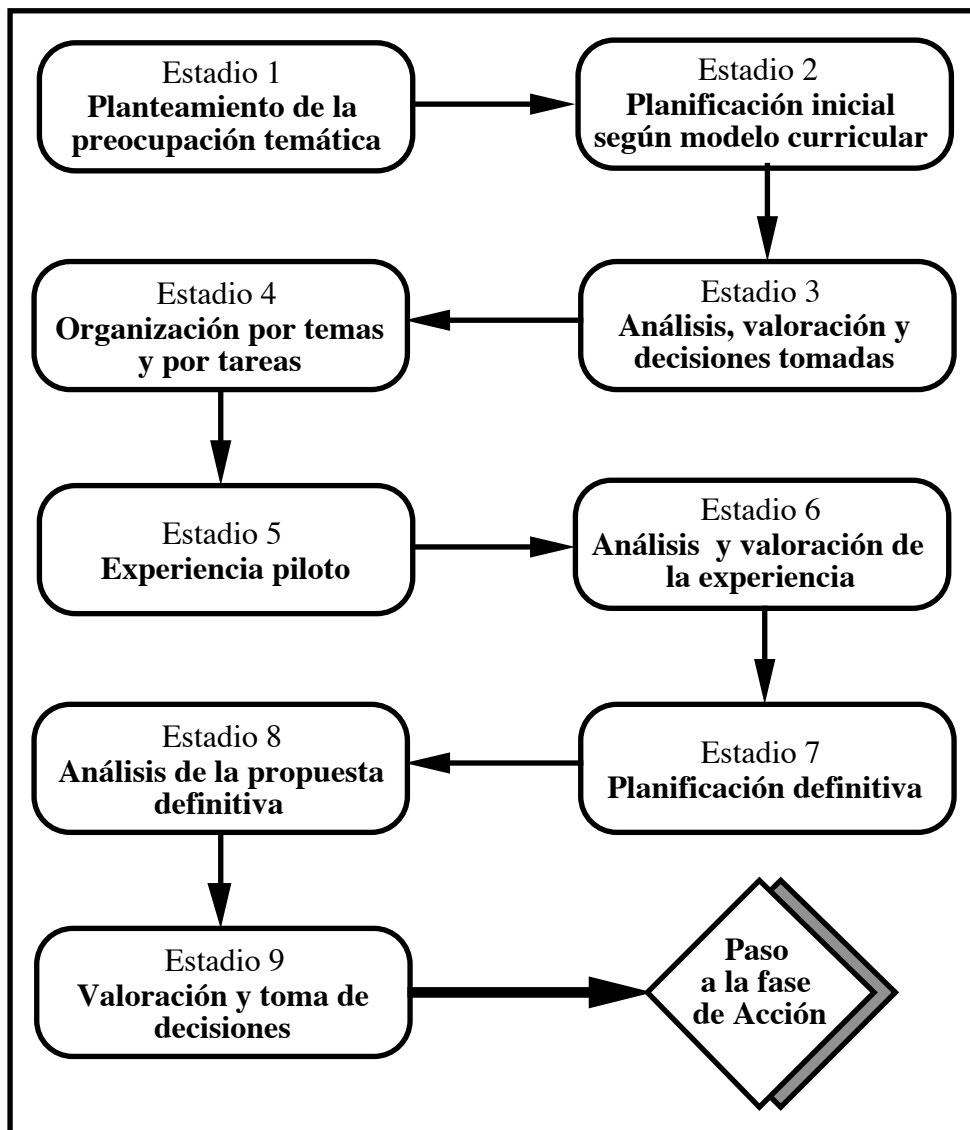 Estadio 1
Planteamiento de la
preocupación temática
Estadio 2
Planificación inicial
según modelo curricular
Estadio 3
Análisis, valoración y
decisiones tomadas
Estadio 4
Organización por temas
y por tareas
Estadio 5
Experiencia piloto
Estadio 6
Análisis  y valoración de
la experiencia
Estadio 7
Planificación definitiva
Estadio 8
Análisis de la propuesta
definitiva
Estadio 9
Valoración y toma de
decisiones
Paso
a la fase
de Acción